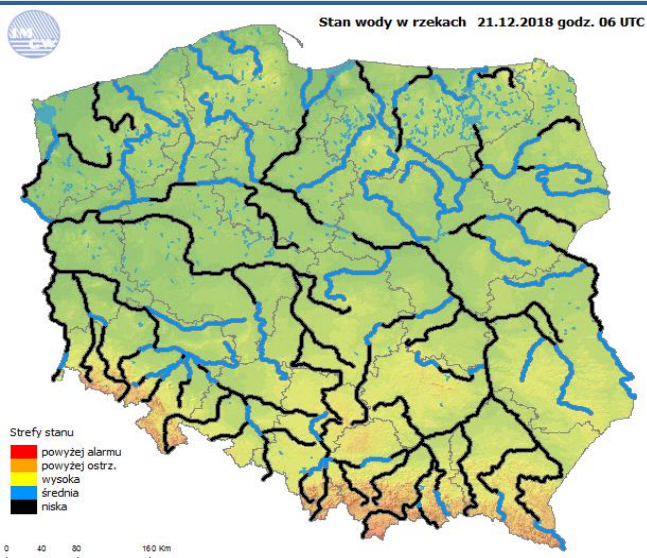 Stan wody w rzekach 21.12.2018 godz. 06 UTC
IMGW
Strefy stanu
powyżej alarmu
powyżej ostrz.
wysoka
średnia
niska
0 40 80 160 Km